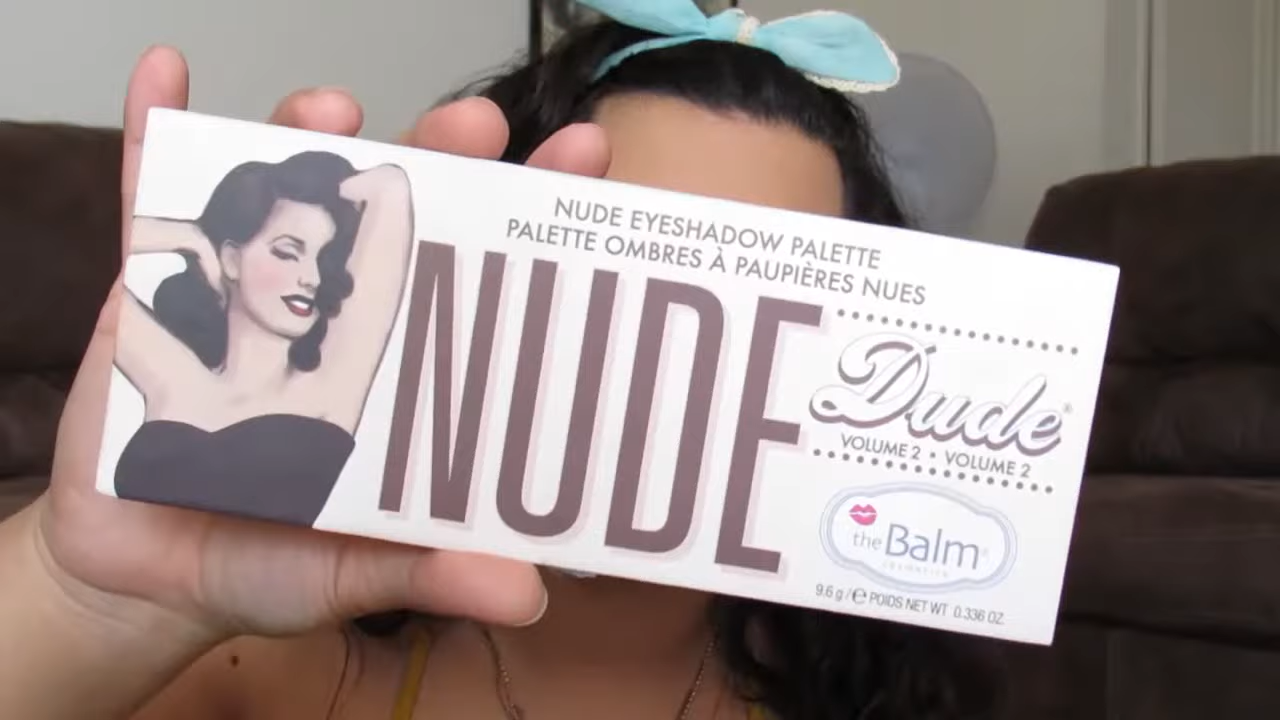 NUDE EYESHADOW PALETTE
PALETTE OMBRES À PAUPIÈRES NUES
NUDE
Dude®
VOLUME 2 • VOLUME 2
theBalm®
COSMETICS
9.6 g / ℮ POIDS NET WT 0.336 OZ.